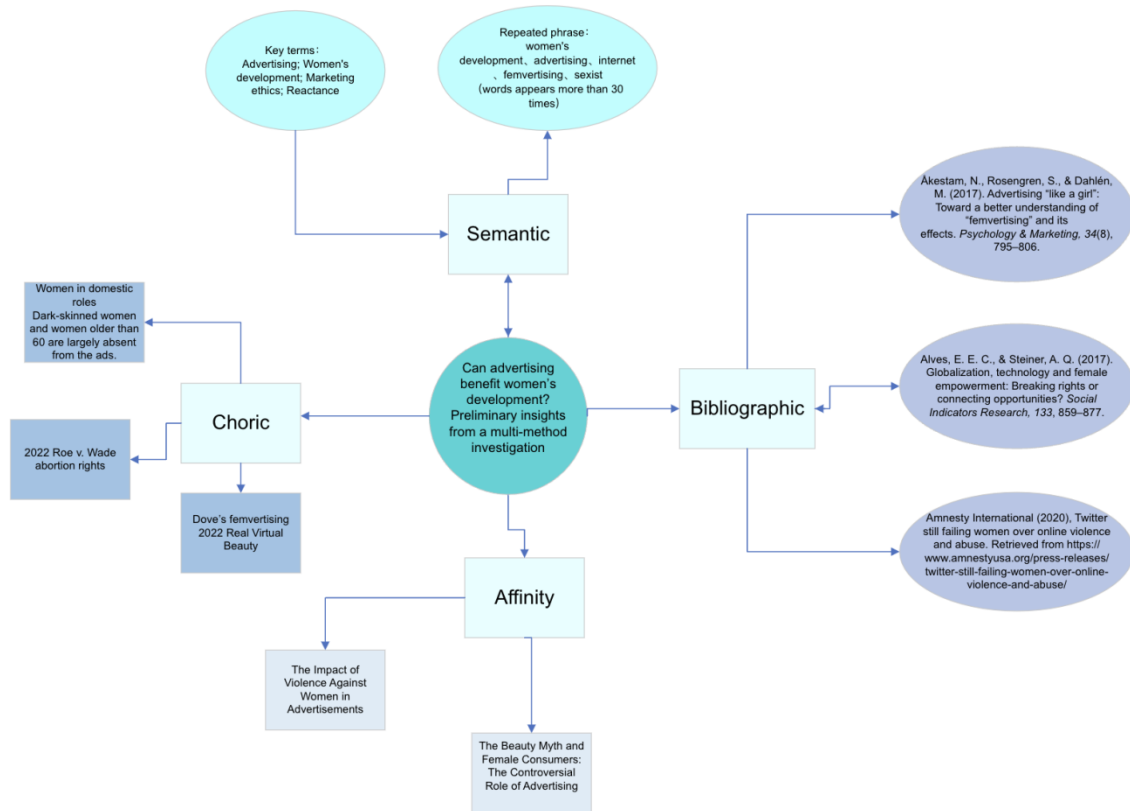 Key terms：
Advertising; Women's
development; Marketing
ethics; Reactance
Repeated phrase：
women's
development、advertising、internet
、femvertising、sexist
（words appears more than 30
times）
Semantic
Åkestam, N., Rosengren, S., & Dahlén,
M. (2017). Advertising “like a girl”:
Toward a better understanding of
“femvertising” and its
effects. Psychology & Marketing, 34(8),
795–806.
Women in domestic
roles
Dark-skinned women
and women older than
60 are largely absent
from the ads.
Can advertising
benefit women’s
development?
Preliminary insights
from a multi-method
investigation
Alves, E. E. C., & Steiner, A. Q. (2017).
Globalization, technology and female
empowerment: Breaking rights or
connecting opportunities? Social
Indicators Research, 133, 859–877.
Choric
Bibliographic
2022 Roe v. Wade
abortion rights
Dove’s femvertising
2022 Real Virtual
Beauty
Amnesty International (2020), Twitter
still failing women over online violence
and abuse. Retrieved from https://
www.amnestyusa.org/press-releases/
twitter-still-failing-women-over-online-
violence-and-abuse/
Affinity
The Impact of
Violence Against
Women in
Advertisements
The Beauty Myth and
Female Consumers:
The Controversial
Role of Advertising